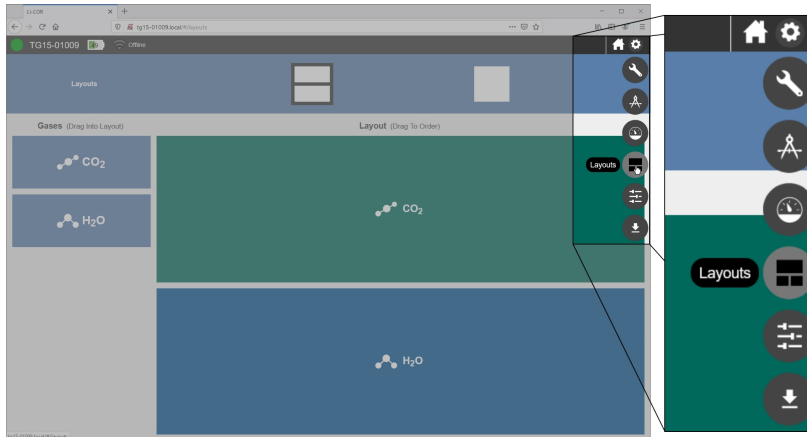 LI-COR
tg15-01009.local/#/layouts
TG15-01009
Offline
Layouts
Gases (Drag Into Layout)
Layout (Drag To Order)
CO₂
H₂O
CO₂
H₂O
Layouts
Layouts